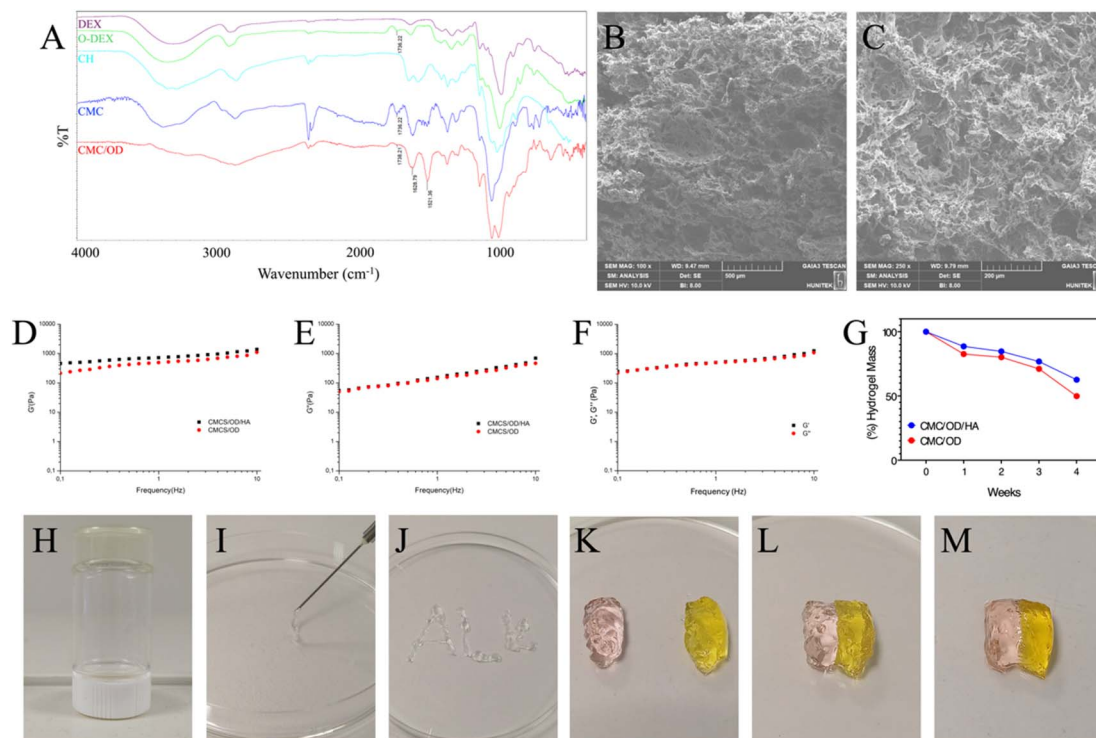 A
DEX
O-DEX
CH
CMC
CMC/OD
1736.22
1736.22
1738.21
1628.79
1521.36
%T
4000 3000 2000 1000
Wavenumber (cm-1)
B
SEM MAG: 100 x WD: 9.47 mm GAIA3 TESCAN
SM: ANALYSIS Det: SE 500 µm
SEM HV: 10.0 kV BI: 8.00 HUNITEK
C
SEM MAG: 250 x WD: 9.79 mm GAIA3 TESCAN
SM: ANALYSIS Det: SE 200 µm
SEM HV: 10.0 kV BI: 8.00 HUNITEK
D
10000
1000
100
10
1
0,1
G'(Pa)
CMCS/OD/HA
CMCS/OD
0,1 1 10
Frequency(Hz)
E
10000
1000
100
10
1
0,1
G''(Pa)
CMCS/OD/HA
CMCS/OD
0,1 1 10
Frequency(Hz)
F
10000
1000
100
10
1
0,1
G', G'' (Pa)
G'
G''
0,1 1 10
Frequency(Hz)
G
100
50
0
(%) Hydrogel Mass
CMC/OD/HA
CMC/OD
0 1 2 3 4
Weeks
H
I
J
ALK
K
L
M